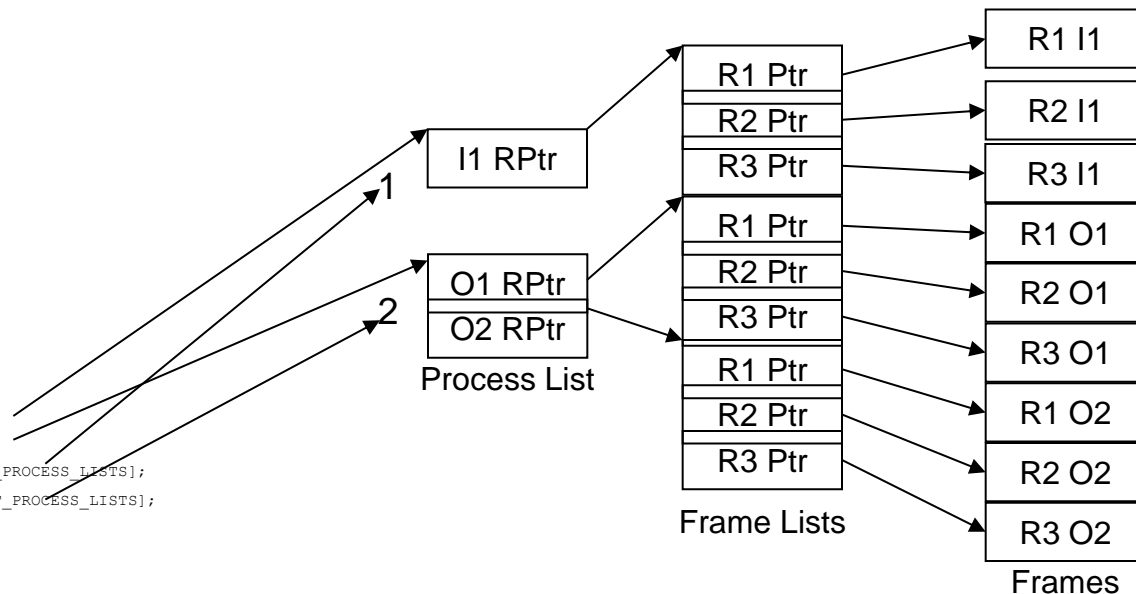 I1 RPtr
1
O1 RPtr
O2 RPtr
2
Process List
_PROCESS_LISTS];
_PROCESS_LISTS];
R1 Ptr
R2 Ptr
R3 Ptr
R1 Ptr
R2 Ptr
R3 Ptr
R1 Ptr
R2 Ptr
R3 Ptr
Frame Lists
R1 I1
R2 I1
R3 I1
R1 O1
R2 O1
R3 O1
R1 O2
R2 O2
R3 O2
Frames